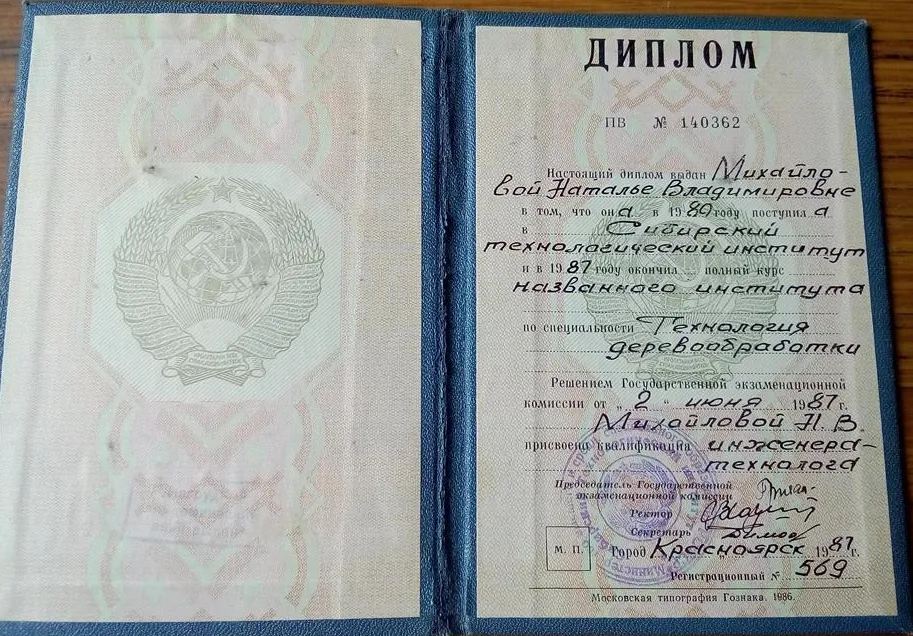 ДИПЛОМ
ПВ № 140362
Настоящий диплом выдан Михайло-
вой Наталье Владимировне
в том, что она в 1980 году поступила
в Сибирский
технологический институт
и в 1987 году окончил полный курс
названного института
по специальности Технология
деревообработки
Решением Государственной экзаменационной
комиссии от „ 2 “ июня 1987 г.
Михайловой Н. В.
присвоена квалификация инженера-
технолога
Председатель Государственной
экзаменационной комиссии
Ректор
Секретарь
М. П. Город Красноярск 1987 г.
Регистрационный № 569
Московская типография Гознака. 1986.